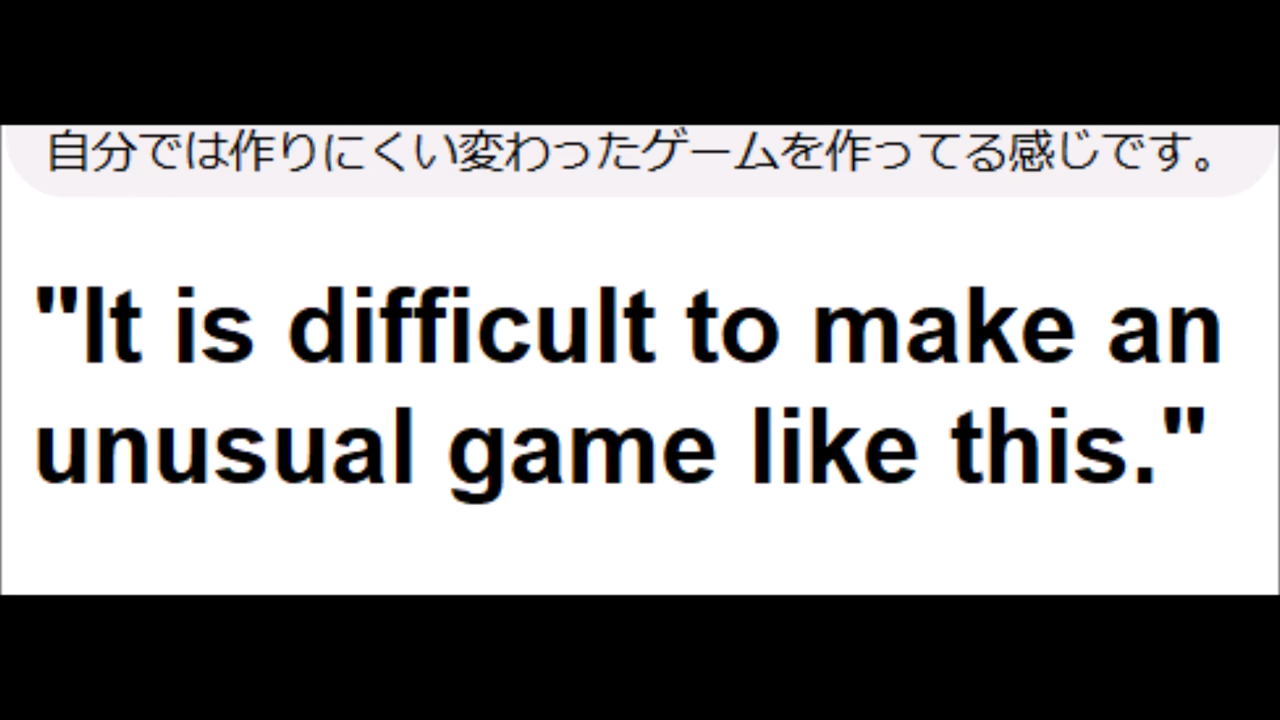 自分では作りにくい変わったゲームを作ってる感じです。
"It is difficult to make an
unusual game like this."